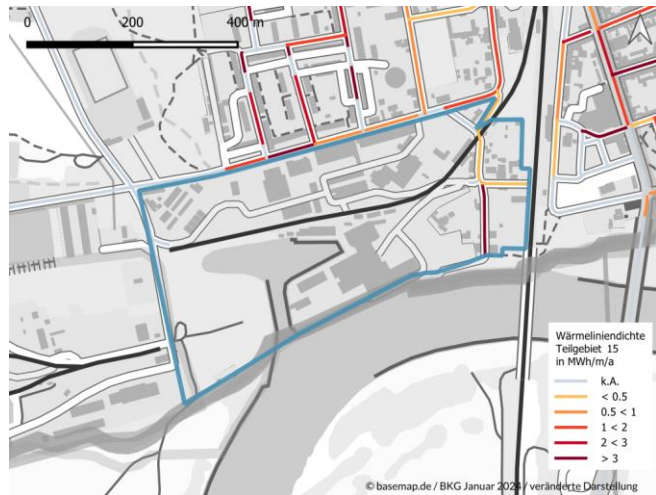 0 200 400 m
Wärmeliniendichte
Teilgebiet 15
in MWh/m/a
k.A.
< 0.5
0.5 < 1
1 < 2
2 < 3
> 3
© basemap.de / BKG Januar 2024 / veränderte Darstellung